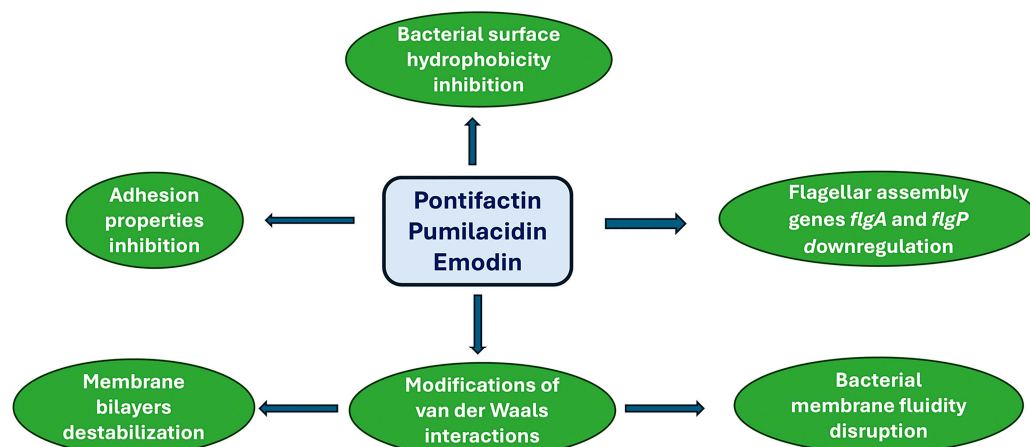 Bacterial surface
hydrophobicity
inhibition
Adhesion
properties
inhibition
Pontifactin
Pumilacidin
Emodin
Flagellar assembly
genes flgA and flgP
downregulation
Membrane
bilayers
destabilization
Modifications of
van der Waals
interactions
Bacterial
membrane fluidity
disruption